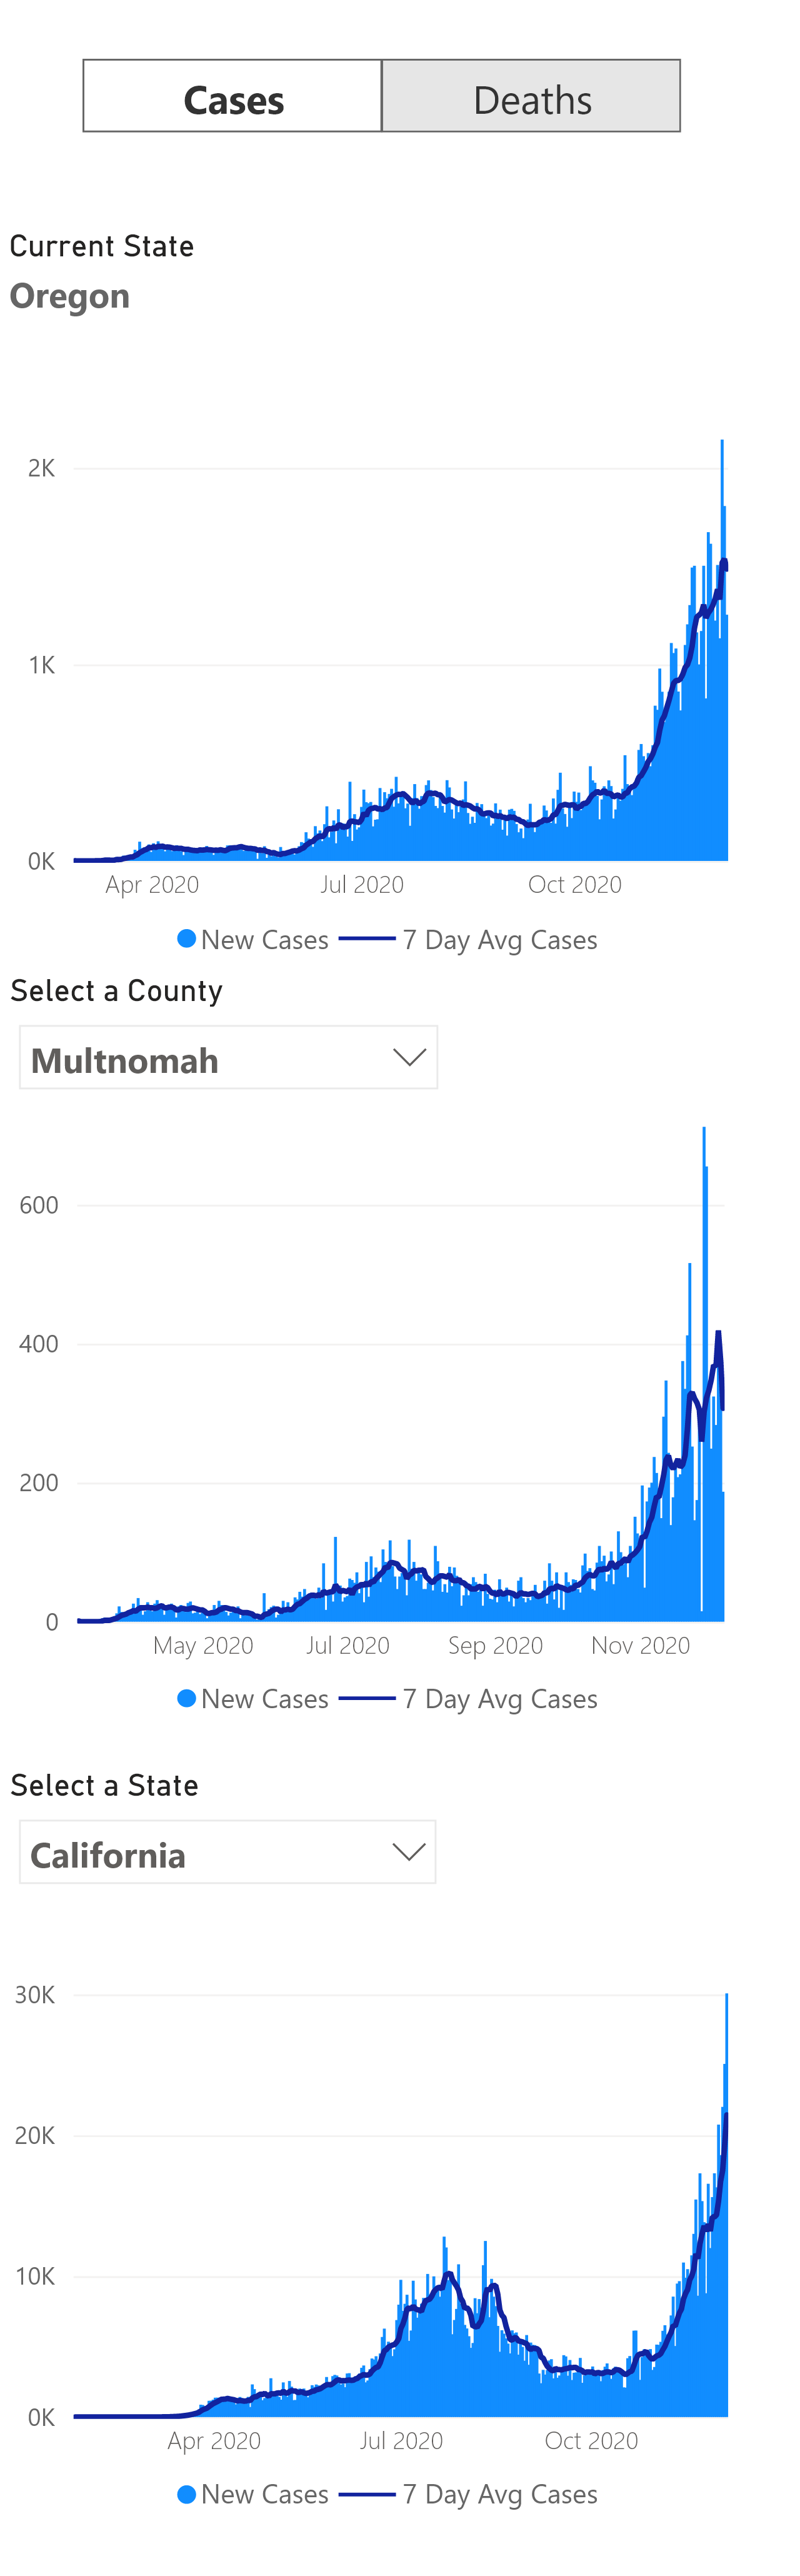 Cases Deaths
Current State
Oregon
2K
1K
0K
Apr 2020 Jul 2020 Oct 2020
New Cases 7 Day Avg Cases
Select a County
Multnomah
600
400
200
0
May 2020 Jul 2020 Sep 2020 Nov 2020
New Cases 7 Day Avg Cases
Select a State
California
30K
20K
10K
0K
Apr 2020 Jul 2020 Oct 2020
New Cases 7 Day Avg Cases